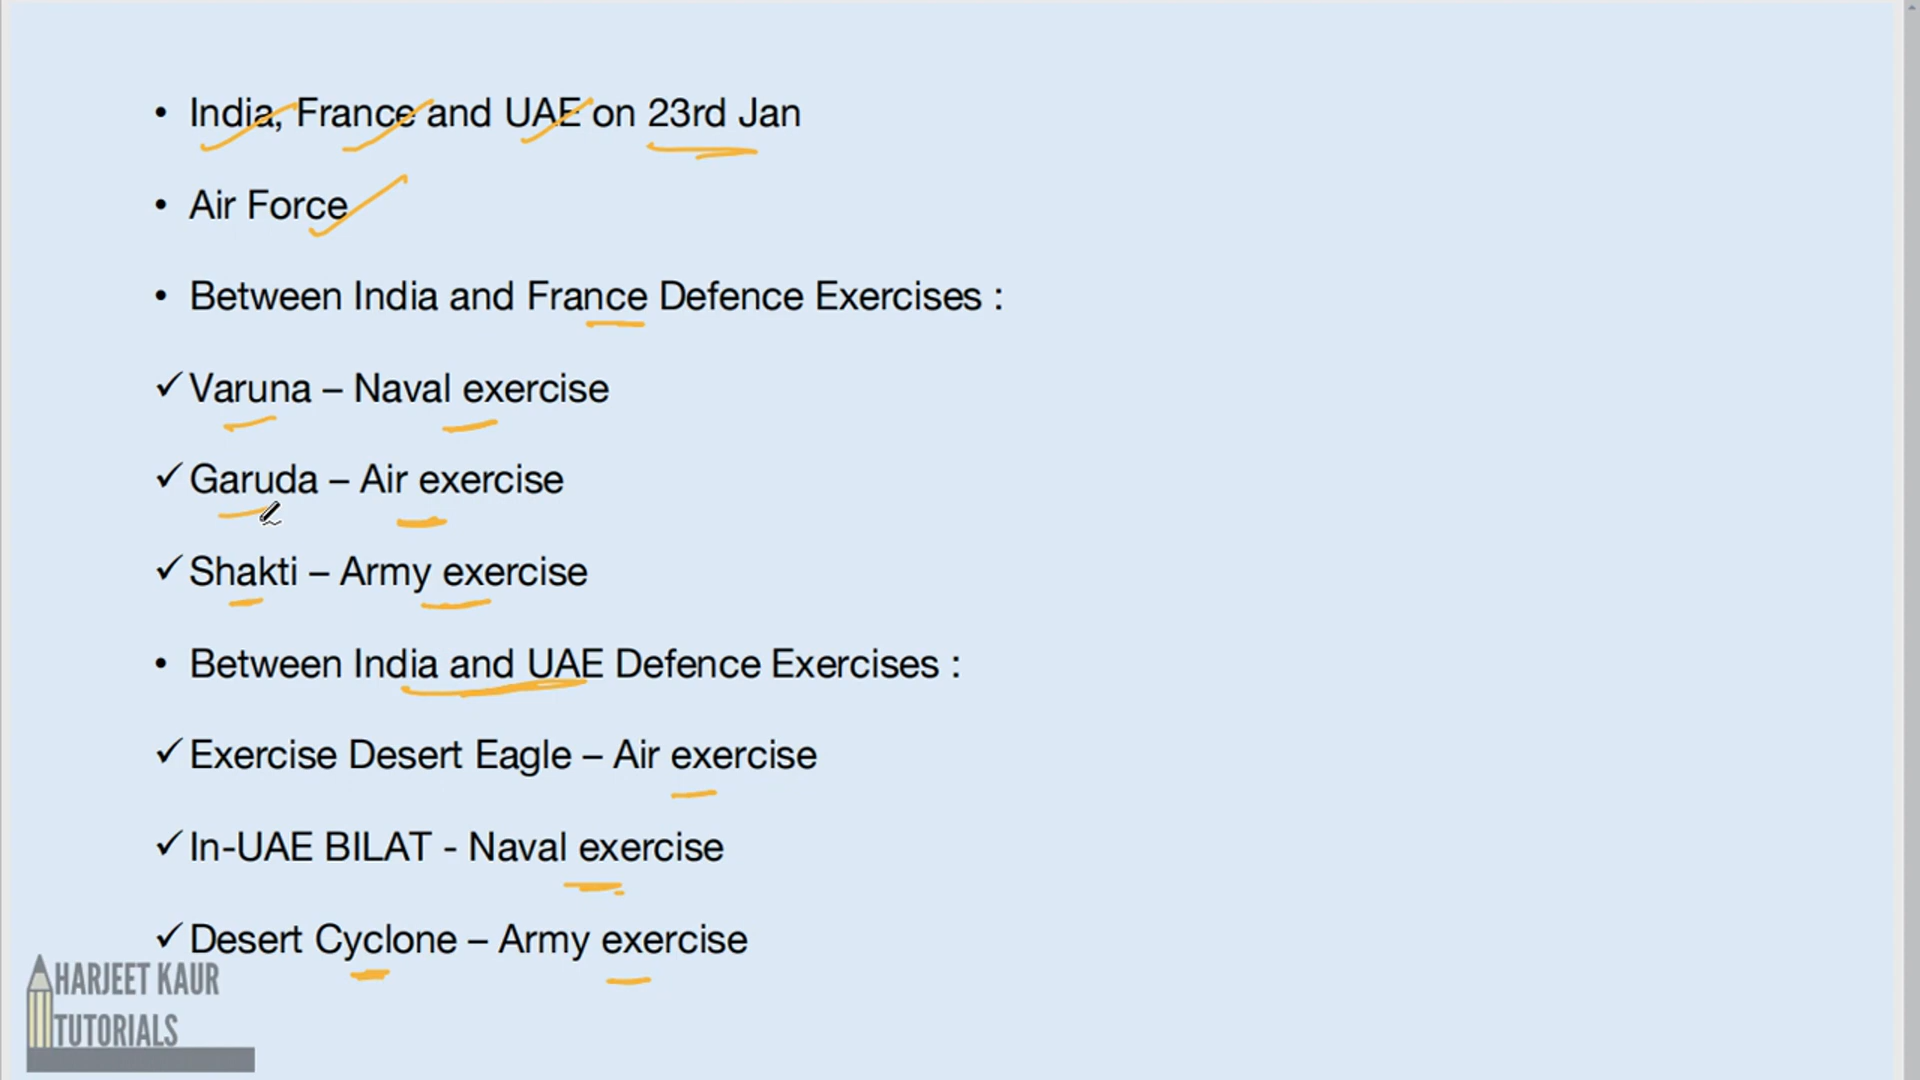 • India, France and UAE on 23rd Jan
• Air Force
• Between India and France Defence Exercises :
✓ Varuna – Naval exercise
✓ Garuda – Air exercise
✓ Shakti – Army exercise
• Between India and UAE Defence Exercises :
✓ Exercise Desert Eagle – Air exercise
✓ In-UAE BILAT - Naval exercise
✓ Desert Cyclone – Army exercise
HARJEET KAUR
TUTORIALS